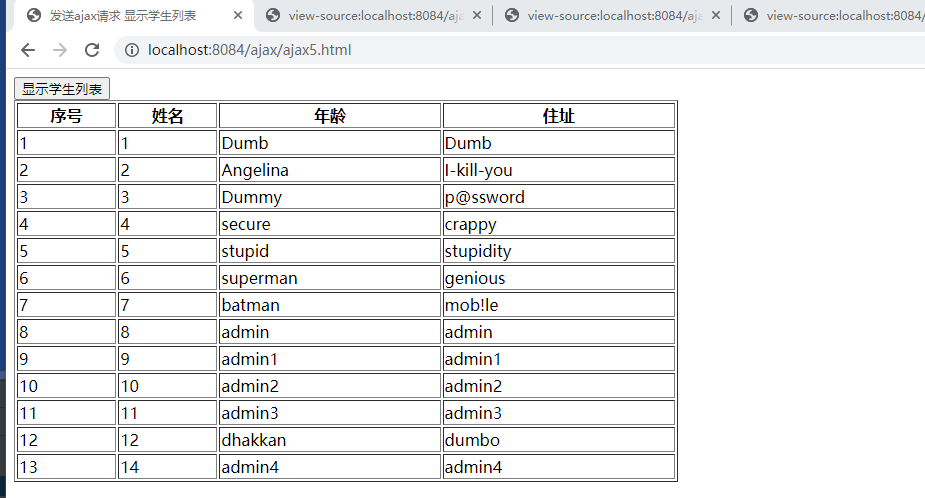 发送ajax请求 显示学生列表 view-source:localhost:8084/aja view-source:localhost:8084/aja view-source:localhost:8084/
localhost:8084/ajax/ajax5.html
显示学生列表
序号 姓名 年龄 住址
1 1 Dumb Dumb
2 2 Angelina I-kill-you
3 3 Dummy p@ssword
4 4 secure crappy
5 5 stupid stupidity
6 6 superman genious
7 7 batman mob!le
8 8 admin admin
9 9 admin1 admin1
10 10 admin2 admin2
11 11 admin3 admin3
12 12 dhakkan dumbo
13 14 admin4 admin4